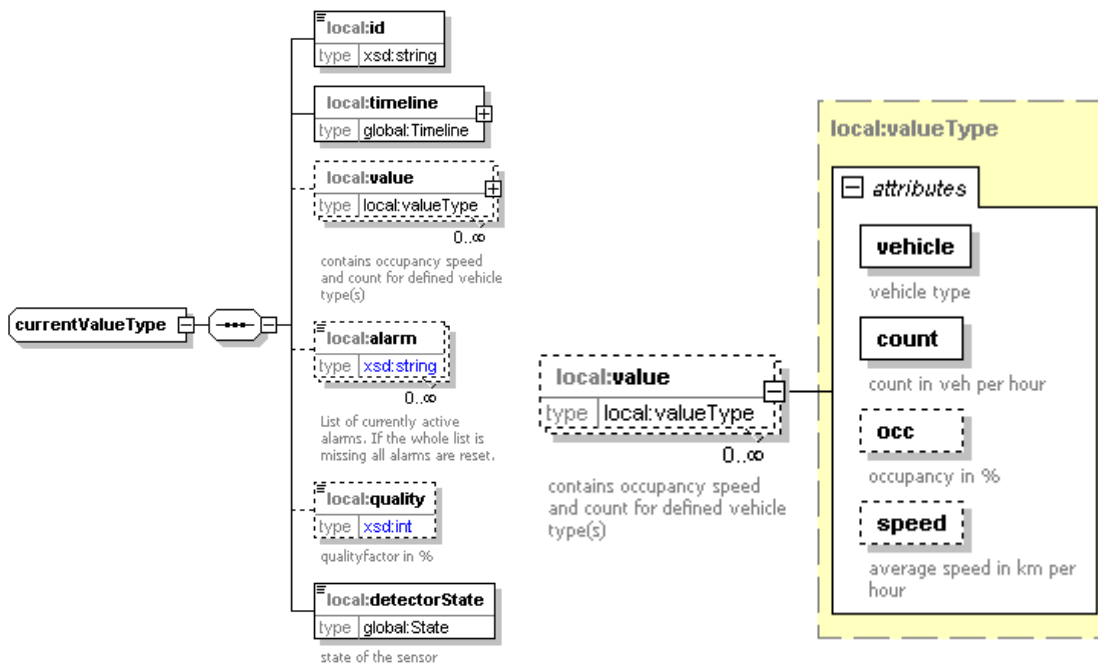 local:id
type xsd:string
local:timeline
type global:Timeline
local:value
type local:valueType
0..∞
contains occupancy speed
and count for defined vehicle
type(s)
currentValueType
local:alarm
type xsd:string
0..∞
List of currently active
alarms. If the whole list is
missing all alarms are reset.
local:quality
type xsd:int
qualityfactor in %
local:detectorState
type global:State
state of the sensor
local:value
type local:valueType
0..∞
contains occupancy speed
and count for defined vehicle
type(s)
local:valueType
attributes
vehicle
vehicle type
count
count in veh per hour
occ
occupancy in %
speed
average speed in km per
hour